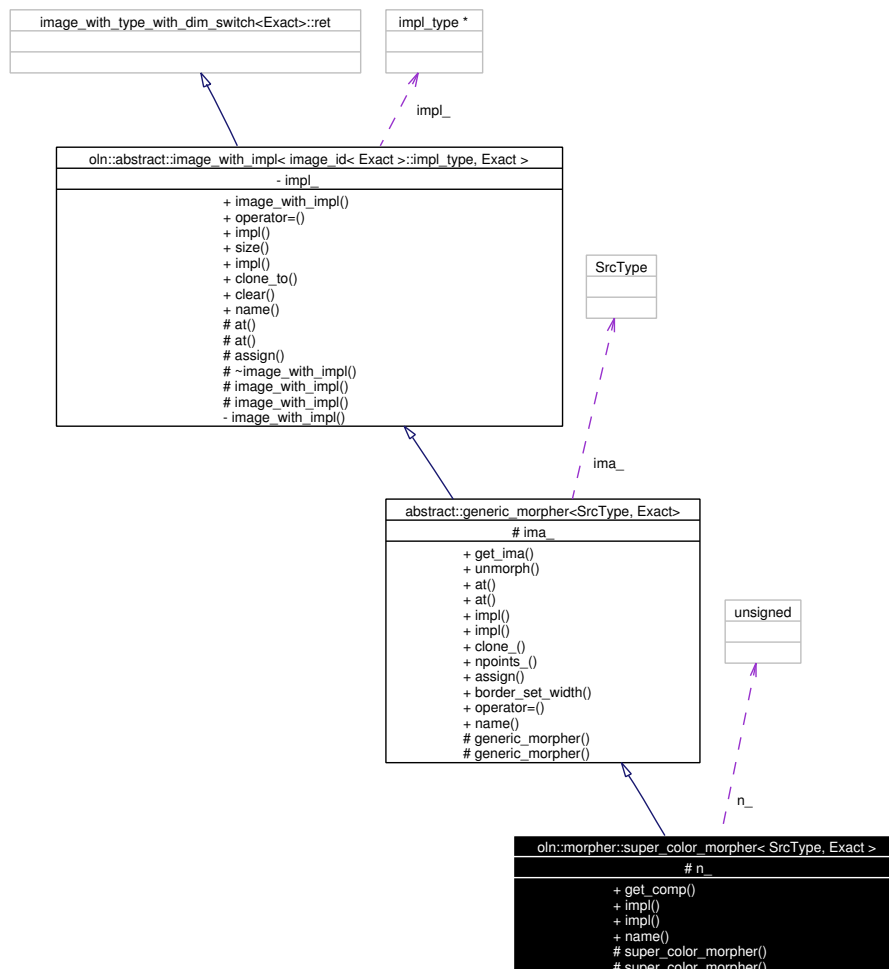 image_with_type_with_dim_switch<Exact>::ret
impl_type *
impl_
oln::abstract::image_with_impl< image_id< Exact >::impl_type, Exact >
- impl_
+ image_with_impl()
+ operator=()
+ impl()
+ size()
+ impl()
+ clone_to()
+ clear()
+ name()
# at()
# at()
# assign()
# ~image_with_impl()
# image_with_impl()
# image_with_impl()
- image_with_impl()
SrcType
ima_
abstract::generic_morpher<SrcType, Exact>
# ima_
+ get_ima()
+ unmorph()
+ at()
+ at()
+ impl()
+ impl()
+ clone_()
+ npoints_()
+ assign()
+ border_set_width()
+ operator=()
+ name()
# generic_morpher()
# generic_morpher()
unsigned
n_
oln::morpher::super_color_morpher< SrcType, Exact >
# n_
+ get_comp()
+ impl()
+ impl()
+ name()
# super_color_morpher()
# super_color_morpher()